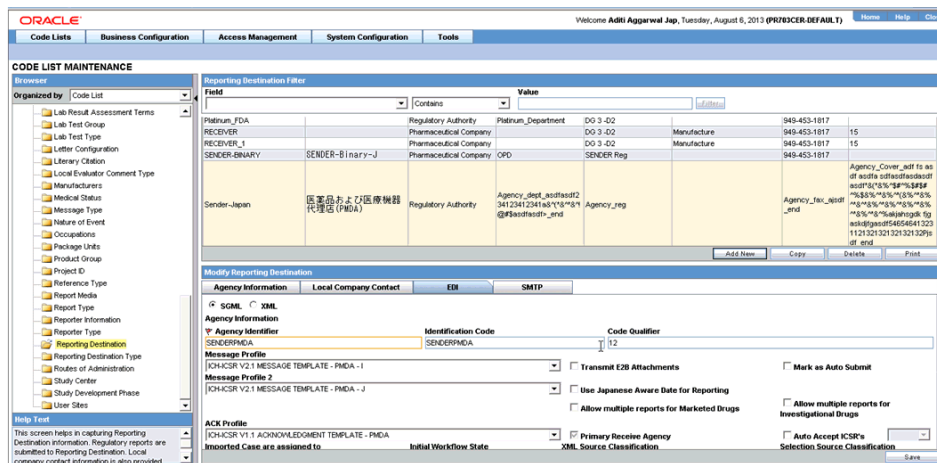 ORACLE
Welcome Aditi Aggarwal Jap, Tuesday, August 6, 2013 (PR703CER-DEFAULT)
Home Help Clo
Code Lists Business Configuration Access Management System Configuration Tools
CODE LIST MAINTENANCE
Browser
Organized by Code List
Lab Result Assessment Terms
Lab Test Group
Lab Test Type
Letter Configuration
Literary Citation
Local Evaluator Comment Type
Manufacturers
Medical Status
Message Type
Nature of Event
Occupations
Package Units
Product Group
Project ID
Reference Type
Report Media
Report Type
Reporter Information
Reporter Type
Reporting Destination
Reporting Destination Type
Routes of Administration
Study Center
Study Development Phase
User Sites
Help Text
This screen helps in capturing Reporting
Destination information. Regulatory reports are
submitted to Reporting Destination. Local
company contact information is also provided
Reporting Destination Filter
Field Value
Contains Filter
Platinum_FDA Regulatory Authority Platinum_Department DG 3 -D2 949-453-1817
RECEIVER Pharmaceutical Company DG 3 -D2 Manufacture 949-453-1817 15
RECEIVER_1 Pharmaceutical Company DG 3 -D2 Manufacture 949-453-1817 15
SENDER-BINARY SENDER-Binary-J Pharmaceutical Company OPD SENDER Reg 949-453-1817
Sender-Japan
医薬品および医療機器
代理店(PMDA)
Regulatory Authority
Agency_reg
Agency_fax_ajsdf
_end
Add New Copy Delete Print
Modify Reporting Destination
Agency Information Local Company Contact EDI SMTP
SGML XML
Agency Information
Agency Identifier Identification Code Code Qualifier
SENDERPMDA SENDERPMDA 12
Message Profile
ICH-ICSR V2.1 MESSAGE TEMPLATE - PMDA - I
Transmit E2B Attachments Mark as Auto Submit
Message Profile 2
ICH-ICSR V2.1 MESSAGE TEMPLATE - PMDA - J
Use Japanese Aware Date for Reporting
Allow multiple reports for Marketed Drugs
Allow multiple reports for
Investigational Drugs
ACK Profile
ICH-ICSR V1.1 ACKNOWLEDGMENT TEMPLATE - PMDA
Primary Receive Agency Auto Accept ICSR's
Imported Case are assigned to Initial Workflow State XML Source Classification Selection Source Classification
Save